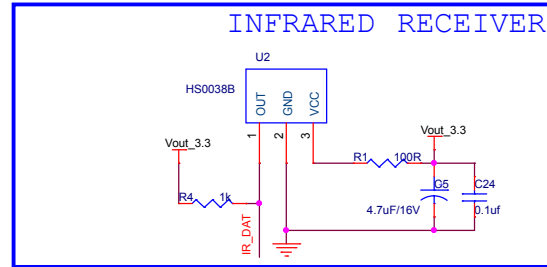 INFRARED RECEIVER
U2
HS0038B
OUT
GND
VCC
1
2
3
Vout_3.3
Vout_3.3
R1
100R
R4
1k
C5
C24
4.7uF/16V
0.1uf
IR_DAT